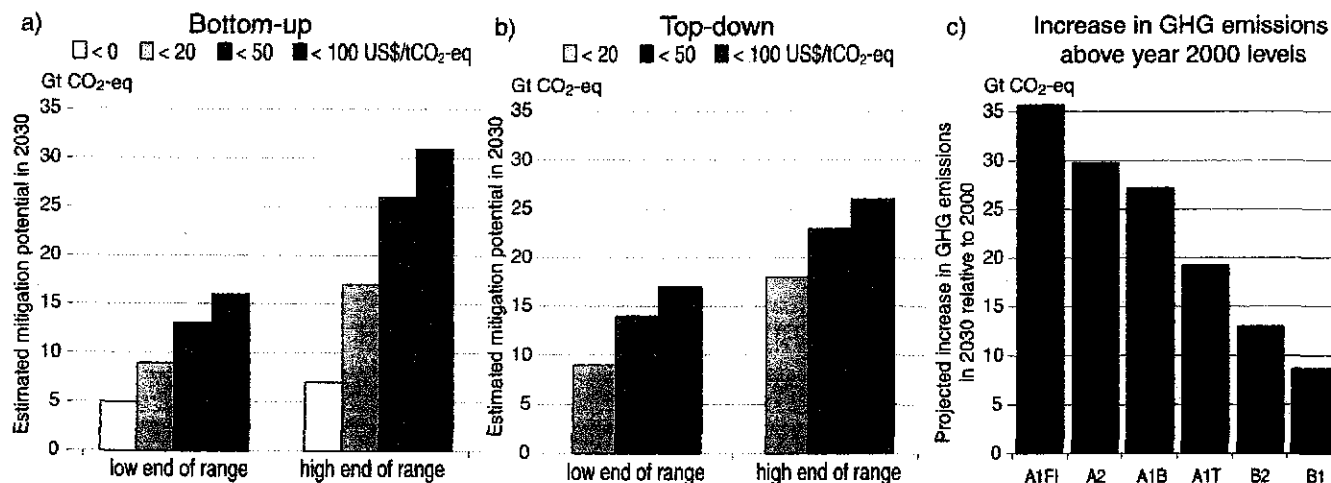 a) Bottom-up
< 0 < 20 < 50 < 100 US$/tCO₂-eq
Gt CO₂-eq
Estimated mitigation potential in 2030
35
30
25
20
15
10
5
0
low end of range high end of range
b) Top-down
< 20 < 50 < 100 US$/tCO₂-eq
Gt CO₂-eq
Estimated mitigation potential in 2030
35
30
25
20
15
10
5
0
low end of range high end of range
c) Increase in GHG emissions
above year 2000 levels
Gt CO₂-eq
Projected increase in GHG emissions
in 2030 relative to 2000
35
30
25
20
15
10
5
0
A1FI A2 A1B A1T B2 B1